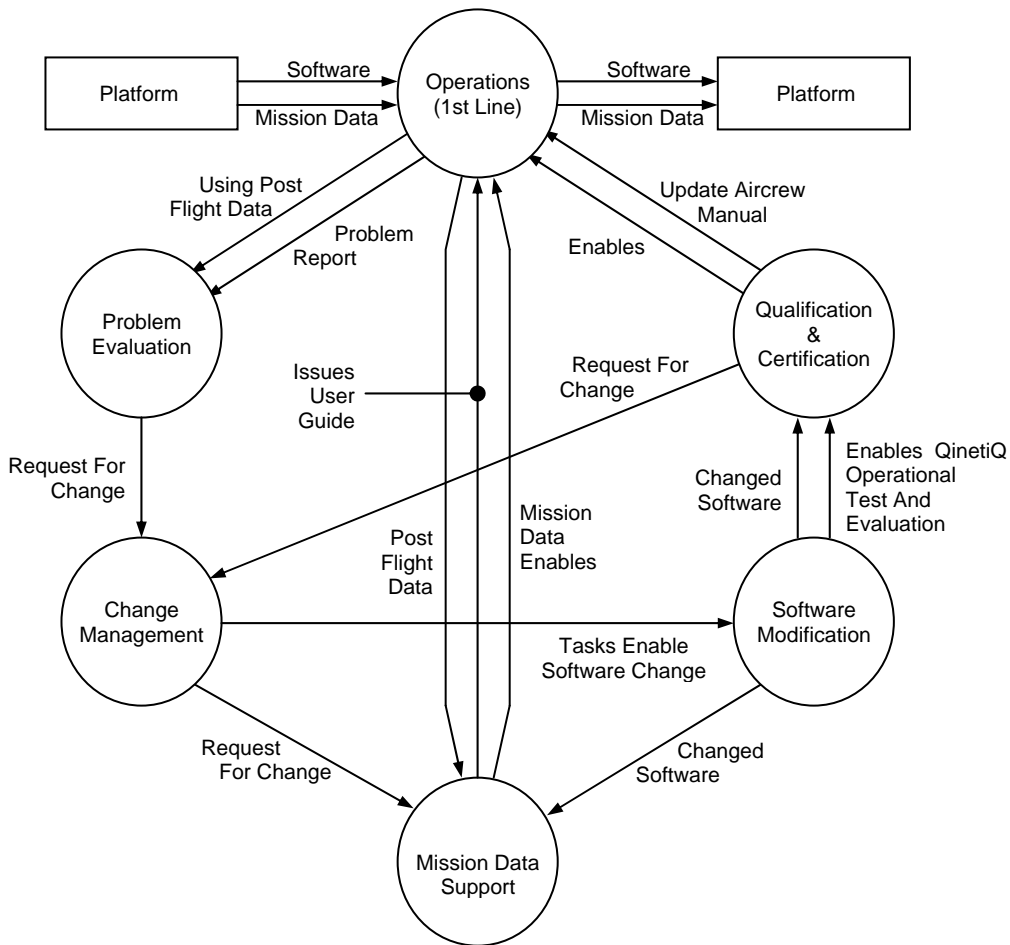 Platform
Software
Mission Data
Operations
(1st Line)
Software
Mission Data
Platform
Using Post
Flight Data
Problem
Report
Update Aircrew
Manual
Enables
Problem
Evaluation
Qualification
&
Certification
Issues
User
Guide
Request For
Change
Request For
Change
Changed
Software
Enables QinetiQ
Operational
Test And
Evaluation
Post
Flight
Data
Mission
Data
Enables
Change
Management
Tasks Enable
Software Change
Software
Modification
Request
For Change
Changed
Software
Mission Data
Support